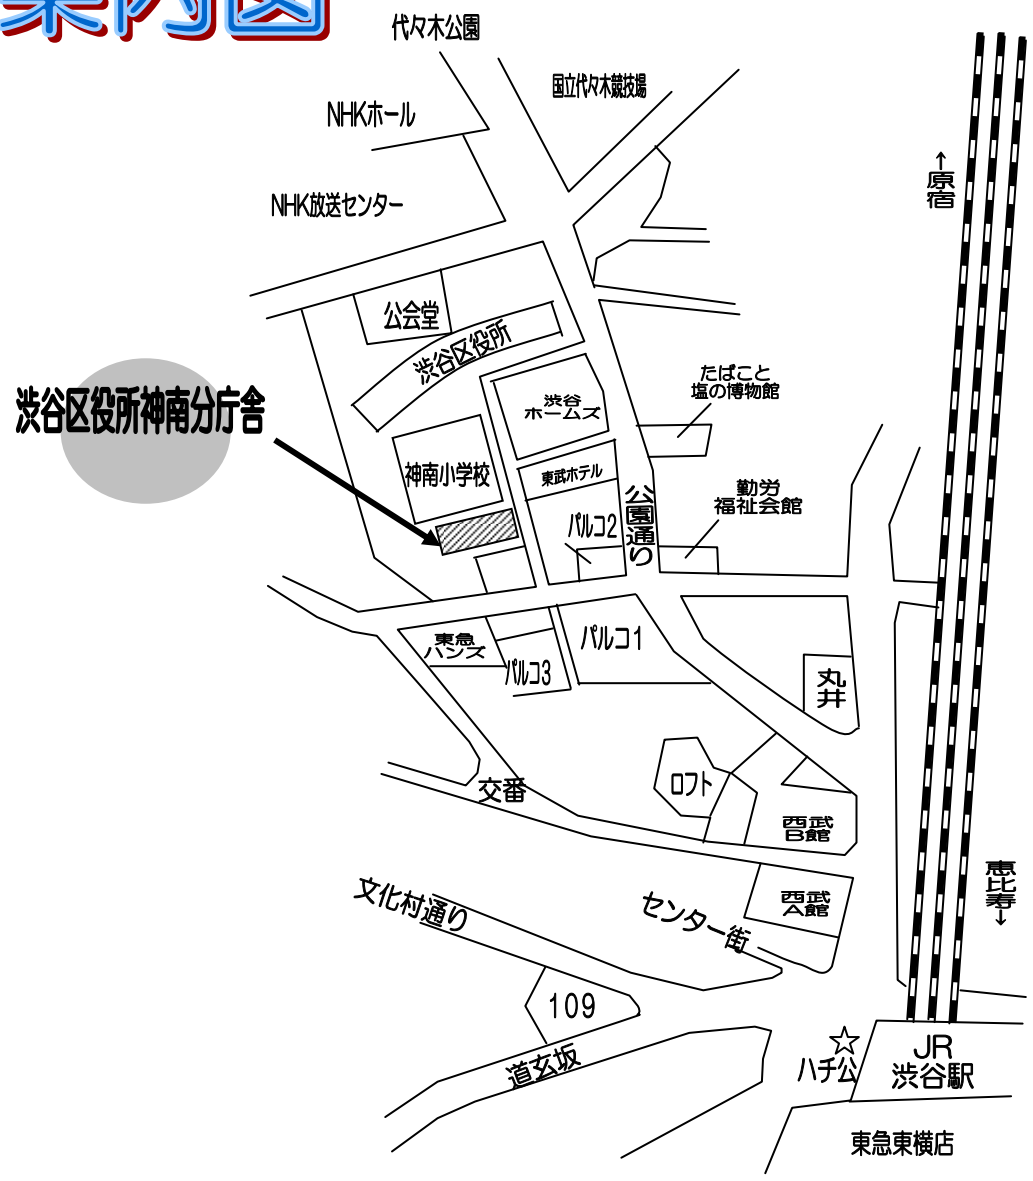 案内図
代々木公園
国立代々木競技場
NHKホール
NHK放送センター
↑原宿
公会堂
渋谷区役所
たばこと
塩の博物館
渋谷
ホームズ
渋谷区役所神南分庁舎
神南小学校
東武ホテル
公園通り
勤労
福祉会館
パルコ2
東急
ハンズ
パルコ1
パルコ3
丸井
ロフト
交番
西武
B館
恵比寿↓
文化村通り
センター街
西武
A館
109
道玄坂
☆
ハチ公
JR
渋谷駅
東急東横店